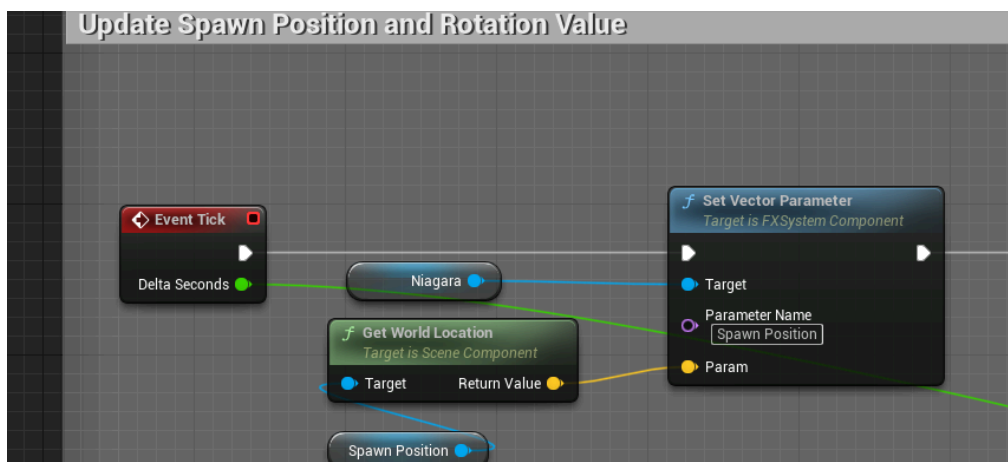 Update Spawn Position and Rotation Value
Event Tick
Delta Seconds
Niagara
f Get World Location
Target is Scene Component
Target
Return Value
Spawn Position
f Set Vector Parameter
Target is FXSystem Component
Target
Parameter Name
Spawn Position
Param